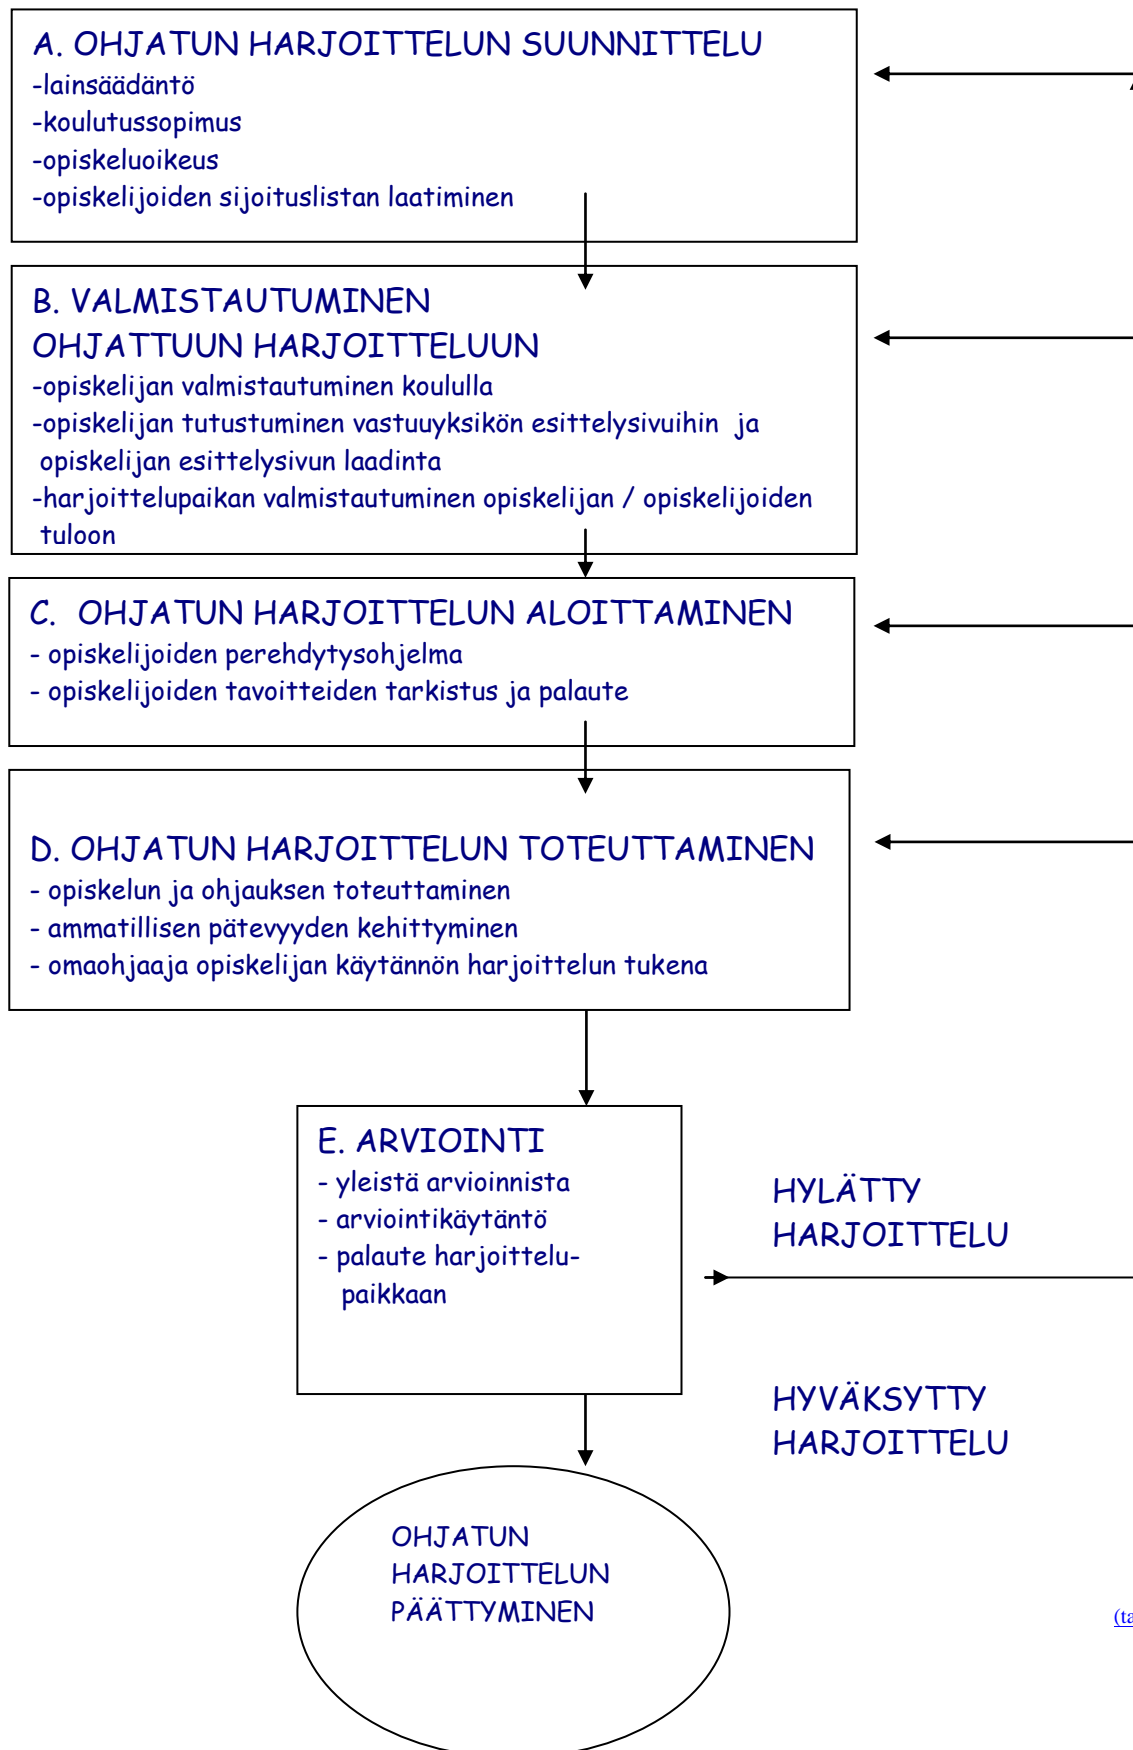 A. OHJATUN HARJOITTELUN SUUNNITTELU
-lainsäädäntö
-koulutussopimus
-opiskeluoikeus
-opiskelijoiden sijoituslistan laatiminen
B. VALMISTAUTUMINEN
OHJATTUUN HARJOITTELUUN
-opiskelijan valmistautuminen koululla
-opiskelijan tutustuminen vastuuyksikön esittelysivuihin ja
opiskelijan esittelysivun laadinta
-harjoittelupaikan valmistautuminen opiskelijan / opiskelijoiden
tuloon
C. OHJATUN HARJOITTELUN ALOITTAMINEN
- opiskelijoiden perehdytysohjelma
- opiskelijoiden tavoitteiden tarkistus ja palaute
D. OHJATUN HARJOITTELUN TOTEUTTAMINEN
- opiskelun ja ohjauksen toteuttaminen
- ammatillisen pätevyyden kehittyminen
- omaohjaaja opiskelijan käytännön harjoittelun tukena
E. ARVIOINTI
- yleistä arvioinnista
- arviointikäytäntö
- palaute harjoittelu-
paikkaan
HYLÄTTY
HARJOITTELU
HYVÄKSYTTY
HARJOITTELU
OHJATUN
HARJOITTELUN
PÄÄTTYMINEN